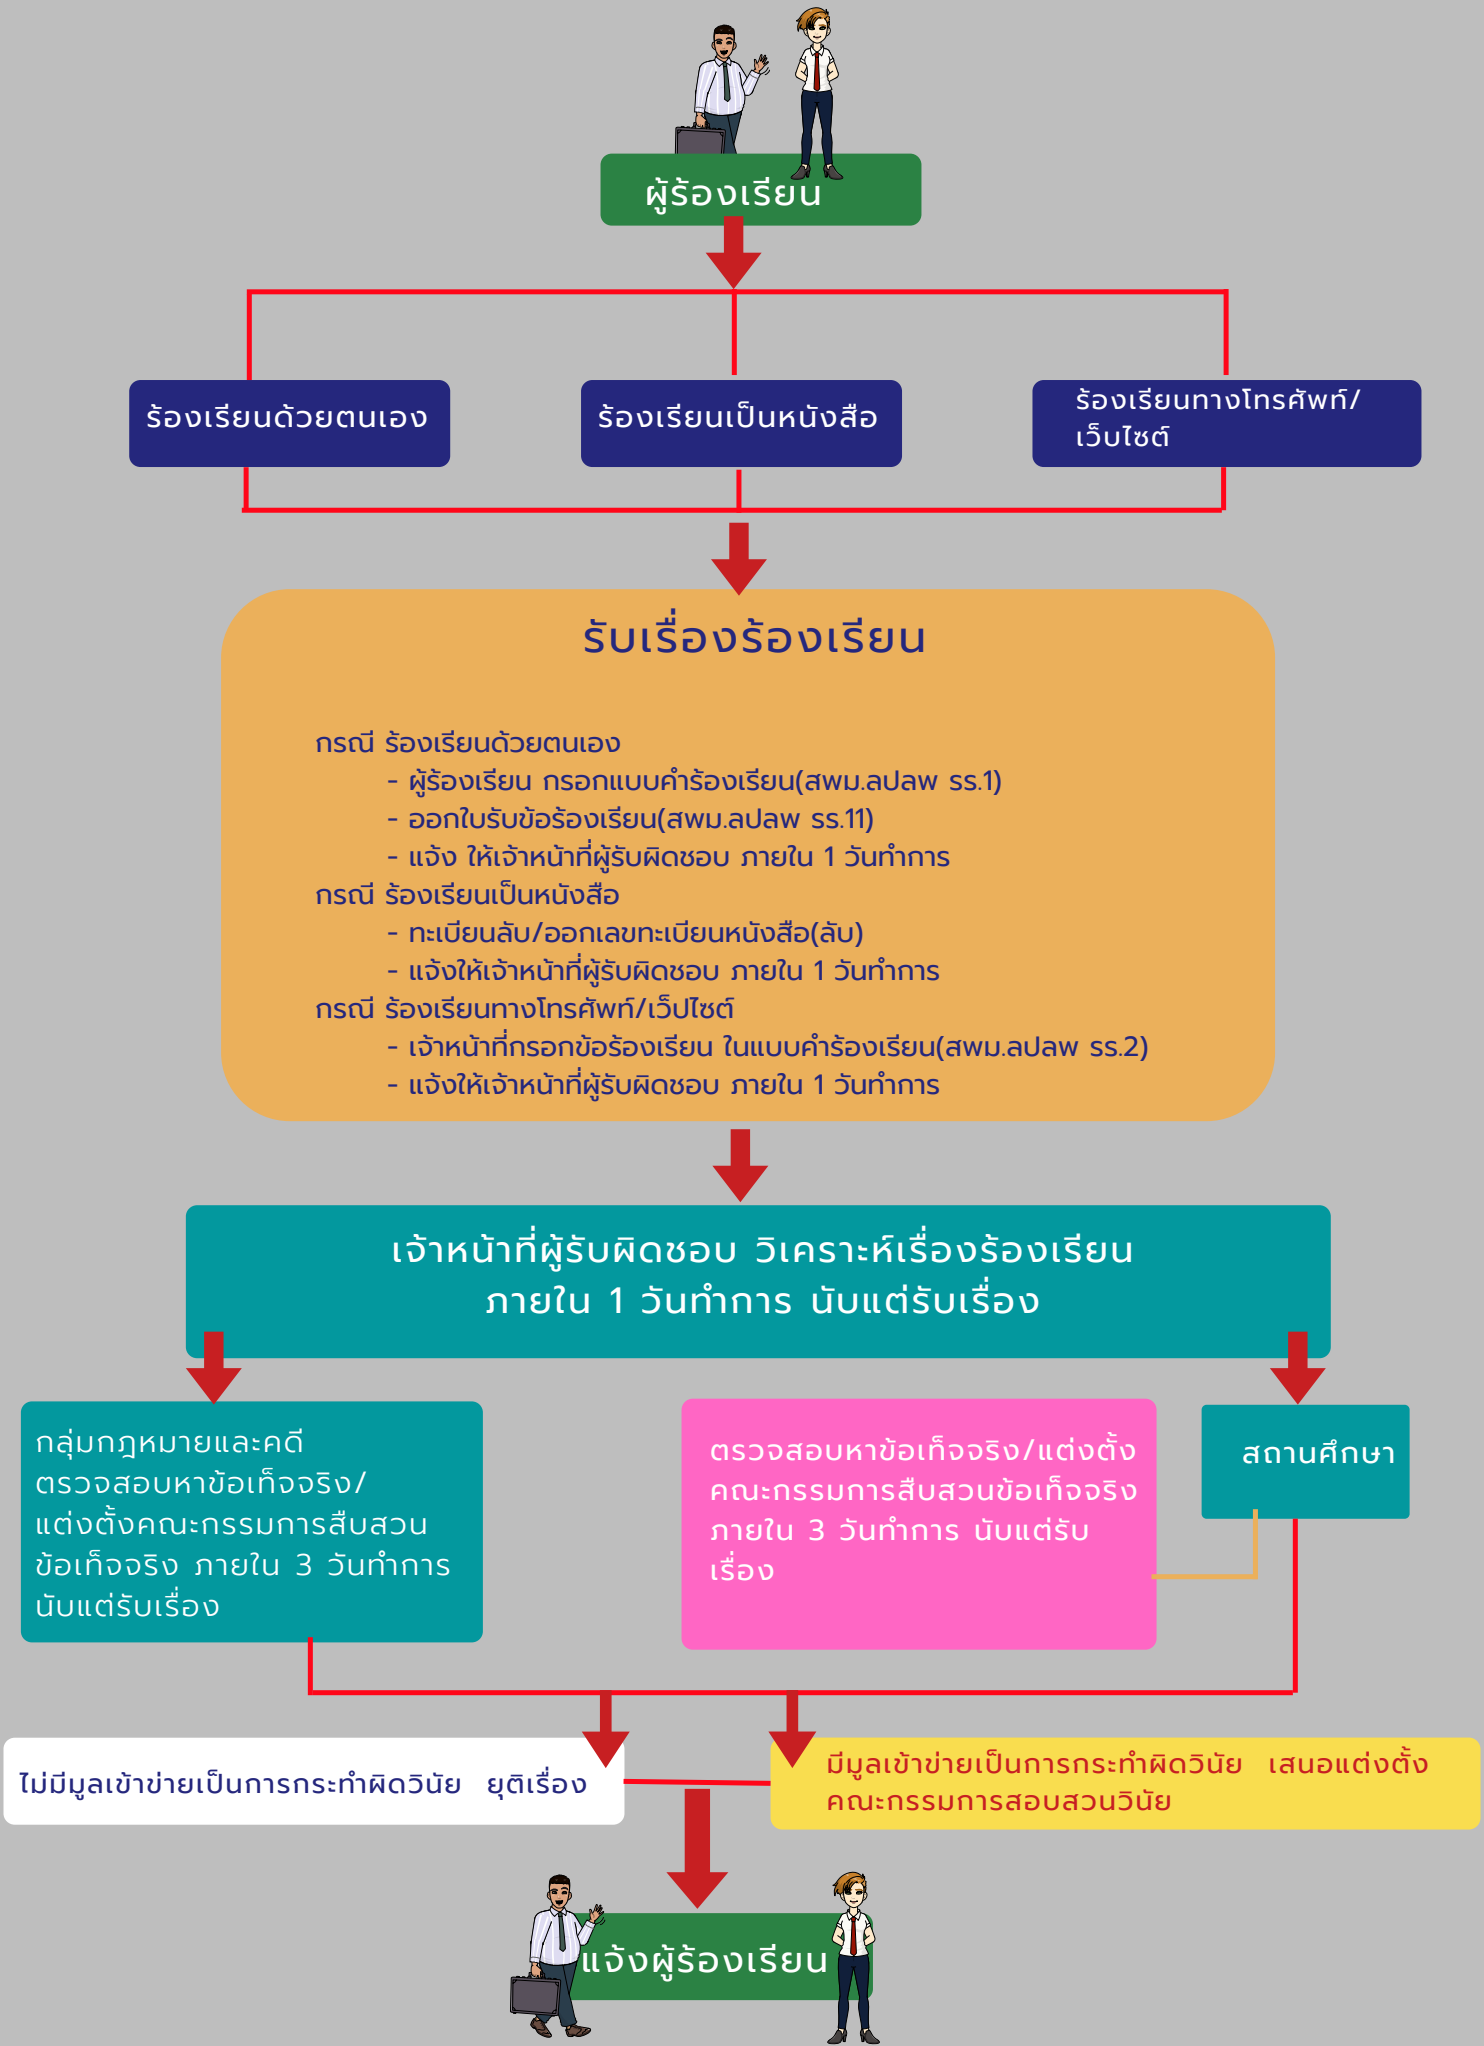 ผู้ร้องเรียน
ร้องเรียนด้วยตนเอง
ร้องเรียนเป็นหนังสือ
ร้องเรียนทางโทรศัพท์/
เว็บไซต์
รับเรื่องร้องเรียน
กรณี ร้องเรียนด้วยตนเอง
- ผู้ร้องเรียน กรอกแบบคำร้องเรียน(สพม.ลปลพ รร.1)
- ออกใบรับข้อร้องเรียน(สพม.ลปลพ รร.11)
- แจ้ง ให้เจ้าหน้าที่ผู้รับผิดชอบ ภายใน 1 วันทำการ
กรณี ร้องเรียนเป็นหนังสือ
- ทะเบียนลับ/ออกเลขทะเบียนหนังสือ(ลับ)
- แจ้งให้เจ้าหน้าที่ผู้รับผิดชอบ ภายใน 1 วันทำการ
กรณี ร้องเรียนทางโทรศัพท์/เว็ปไซต์
- เจ้าหน้าที่กรอกข้อร้องเรียน ในแบบคำร้องเรียน(สพม.ลปลพ รร.2)
- แจ้งให้เจ้าหน้าที่ผู้รับผิดชอบ ภายใน 1 วันทำการ
เจ้าหน้าที่ผู้รับผิดชอบ วิเคราะห์เรื่องร้องเรียน
ภายใน 1 วันทำการ นับแต่รับเรื่อง
กลุ่มกฎหมายและคดี
ตรวจสอบหาข้อเท็จจริง/
แต่งตั้งคณะกรรมการสืบสวน
ข้อเท็จจริง ภายใน 3 วันทำการ
นับแต่รับเรื่อง
ตรวจสอบหาข้อเท็จจริง/แต่งตั้ง
คณะกรรมการสืบสวนข้อเท็จจริง
ภายใน 3 วันทำการ นับแต่รับ
เรื่อง
สถานศึกษา
ไม่มีมูลเข้าข่ายเป็นการกระทำผิดวินัย ยุติเรื่อง
มีมูลเข้าข่ายเป็นการกระทำผิดวินัย เสนอแต่งตั้ง
คณะกรรมการสอบสวนวินัย
แจ้งผู้ร้องเรียน